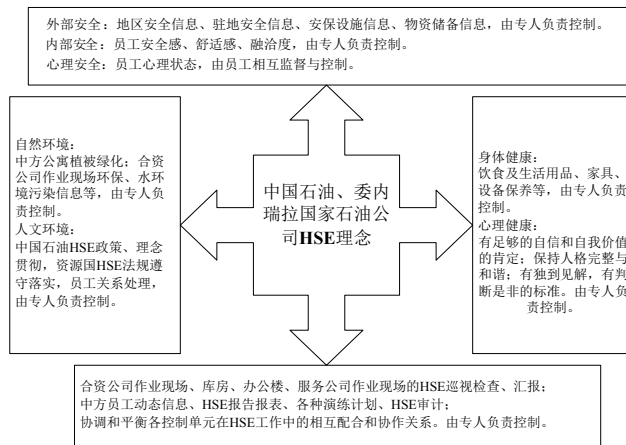 外部安全：地区安全信息、驻地安全信息、安保设施信息、物资储备信息，由专人负责控制。
内部安全：员工安全感、舒适感、融洽度，由专人负责控制。
心理安全：员工心理状态，由员工相互监督与控制。
自然环境：
中方公寓植被绿化；合资
公司作业现场环保、水环
境污染信息等，由专人负
责控制。
人文环境：
中国石油HSE政策、理念
贯彻，资源国HSE法规遵
守落实，员工关系处理，
由专人负责控制。
中国石油、委内
瑞拉国家石油公
司HSE理念
身体健康：
饮食及生活用品、家具、
设备保养等，由专人负责
控制。
心理健康：
有足够的自信和自我价值
的肯定；保持人格完整与
和谐；有独到见解，有判
断是非的标准。由专人负
责控制。
合资公司作业现场、库房、办公楼、服务公司作业现场的HSE巡视检查、汇报；
中方员工动态信息、HSE报告报表、各种演练计划、HSE审计；
协调和平衡各控制单元在HSE工作中的相互配合和协作关系。由专人负责控制。